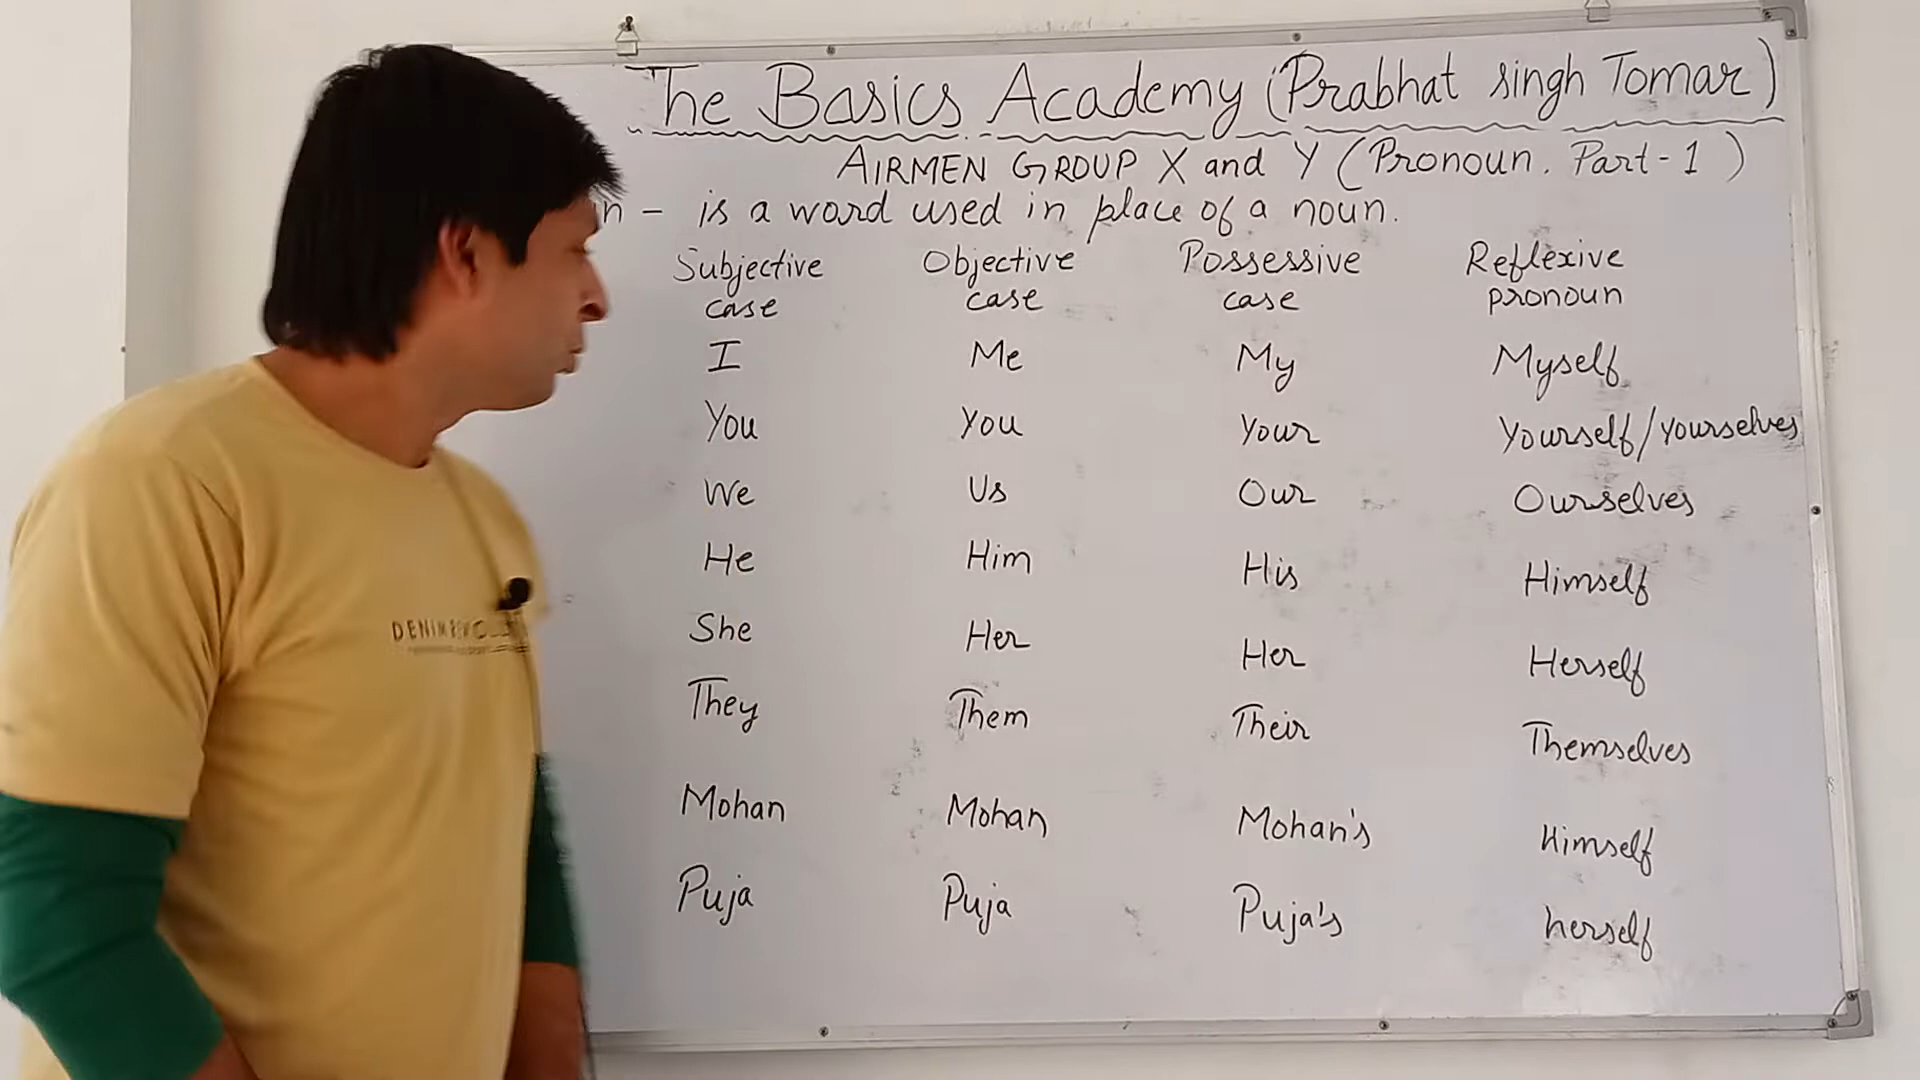 The Basics Academy (Prabhat singh Tomar)
AIRMEN GROUP X and Y (Pronoun. Part-1)
n - is a word used in place of a noun.
Subjective case Objective case Possessive case Reflexive pronoun
I Me My Myself
You You Your Yourself/Yourselves
We Us Our Ourselves
He Him His Himself
She Her Her Herself
They Them Their Themselves
Mohan Mohan Mohan's Himself
Puja Puja Puja's herself
DENIM